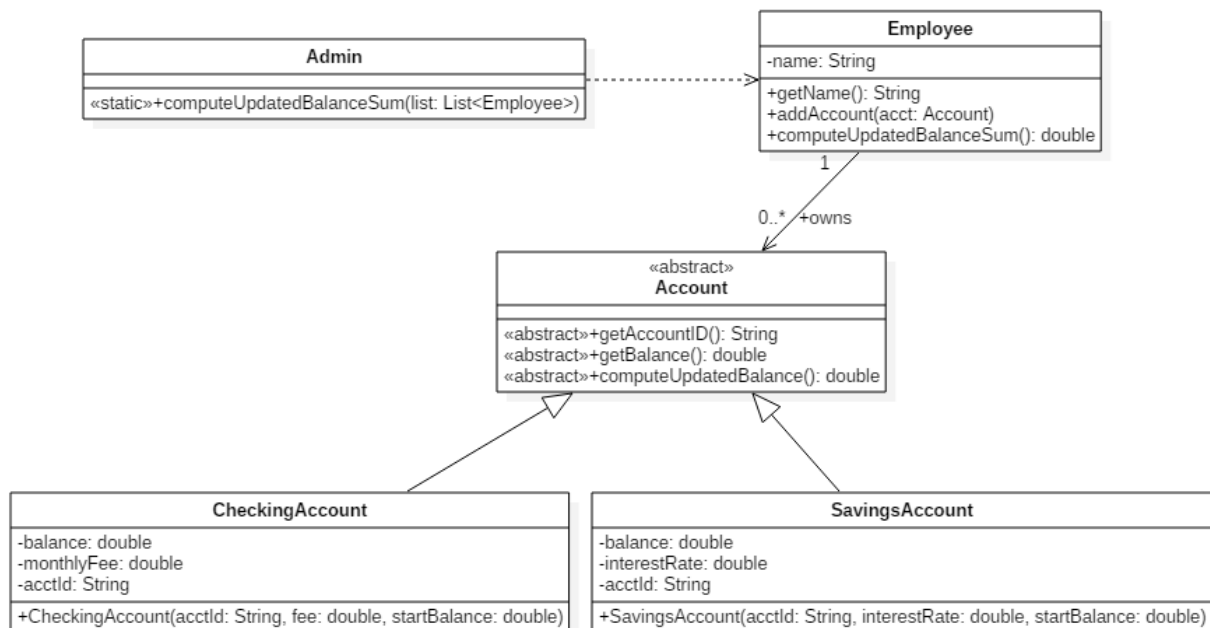 Admin
«static»+computeUpdatedBalanceSum(list: List<Employee>)
Employee
-name: String
+getName(): String
+addAccount(acct: Account)
+computeUpdatedBalanceSum(): double
1
0..* +owns
«abstract»
Account
«abstract»+getAccountID(): String
«abstract»+getBalance(): double
«abstract»+computeUpdatedBalance(): double
CheckingAccount
-balance: double
-monthlyFee: double
-acctId: String
+CheckingAccount(acctId: String, fee: double, startBalance: double)
SavingsAccount
-balance: double
-interestRate: double
-acctId: String
+SavingsAccount(acctId: String, interestRate: double, startBalance: double)